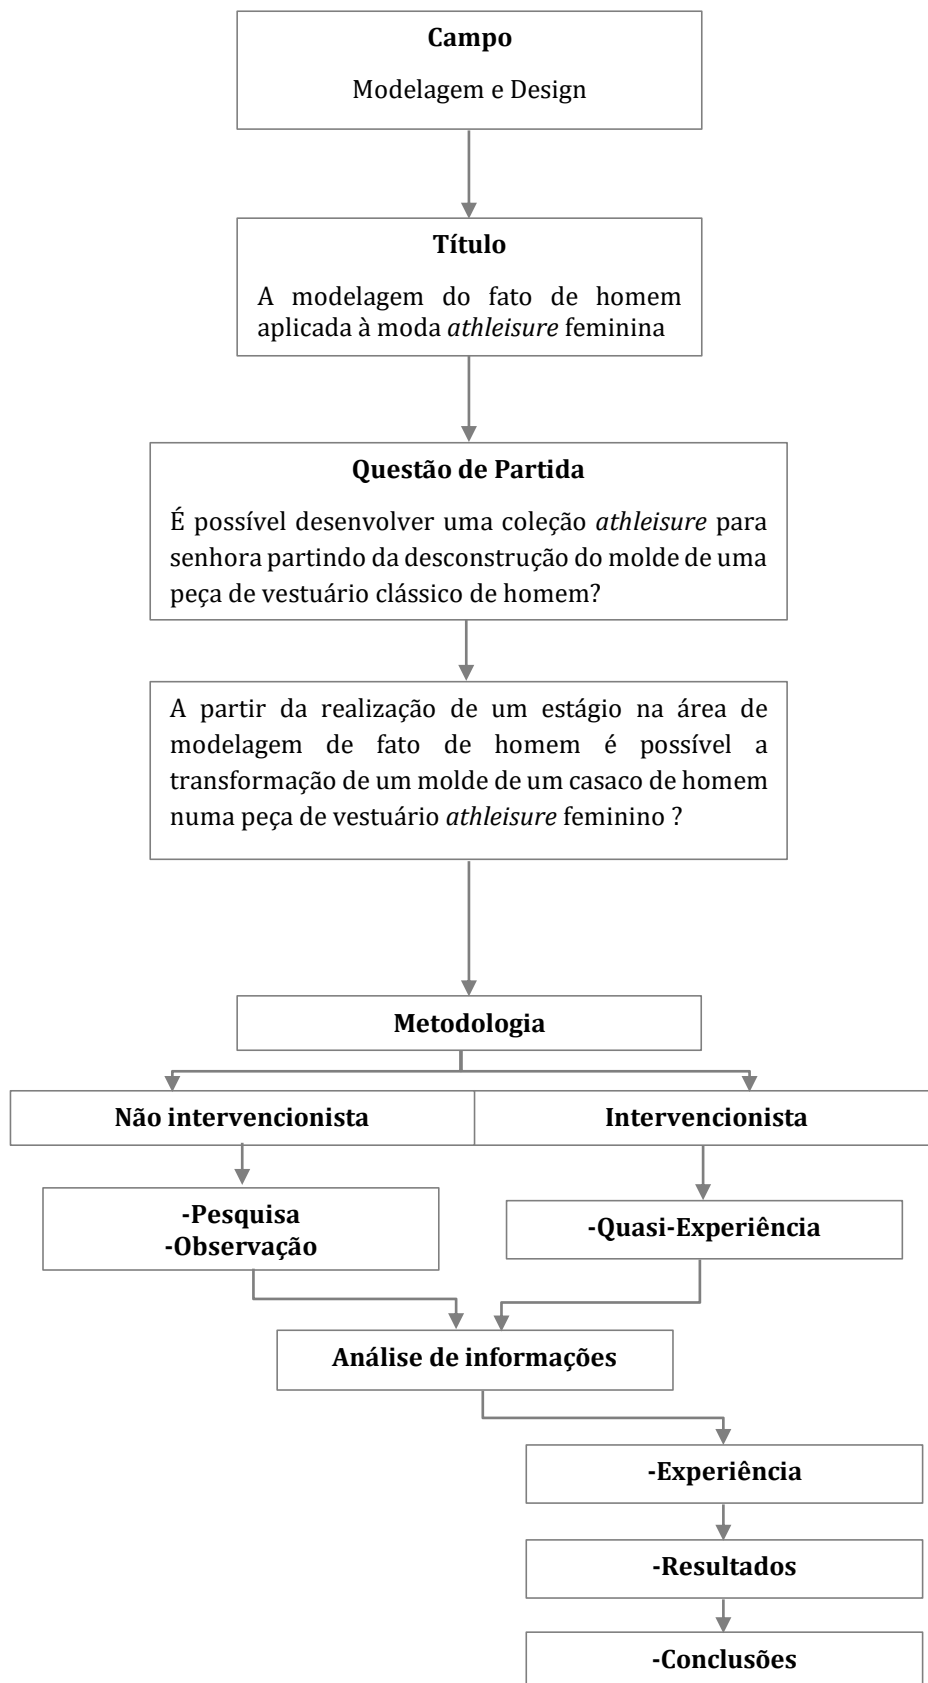 Campo
Modelagem e Design
Título
A modelagem do fato de homem
aplicada à moda athleisure feminina
Questão de Partida
É possível desenvolver uma coleção athleisure para
senhora partindo da desconstrução do molde de uma
peça de vestuário clássico de homem?
A partir da realização de um estágio na área de
modelagem de fato de homem é possível a
transformação de um molde de um casaco de homem
numa peça de vestuário athleisure feminino ?
Metodologia
Não intervencionista
Intervencionista
-Pesquisa
-Observação
-Quasi-Experiência
Análise de informações
-Experiência
-Resultados
-Conclusões